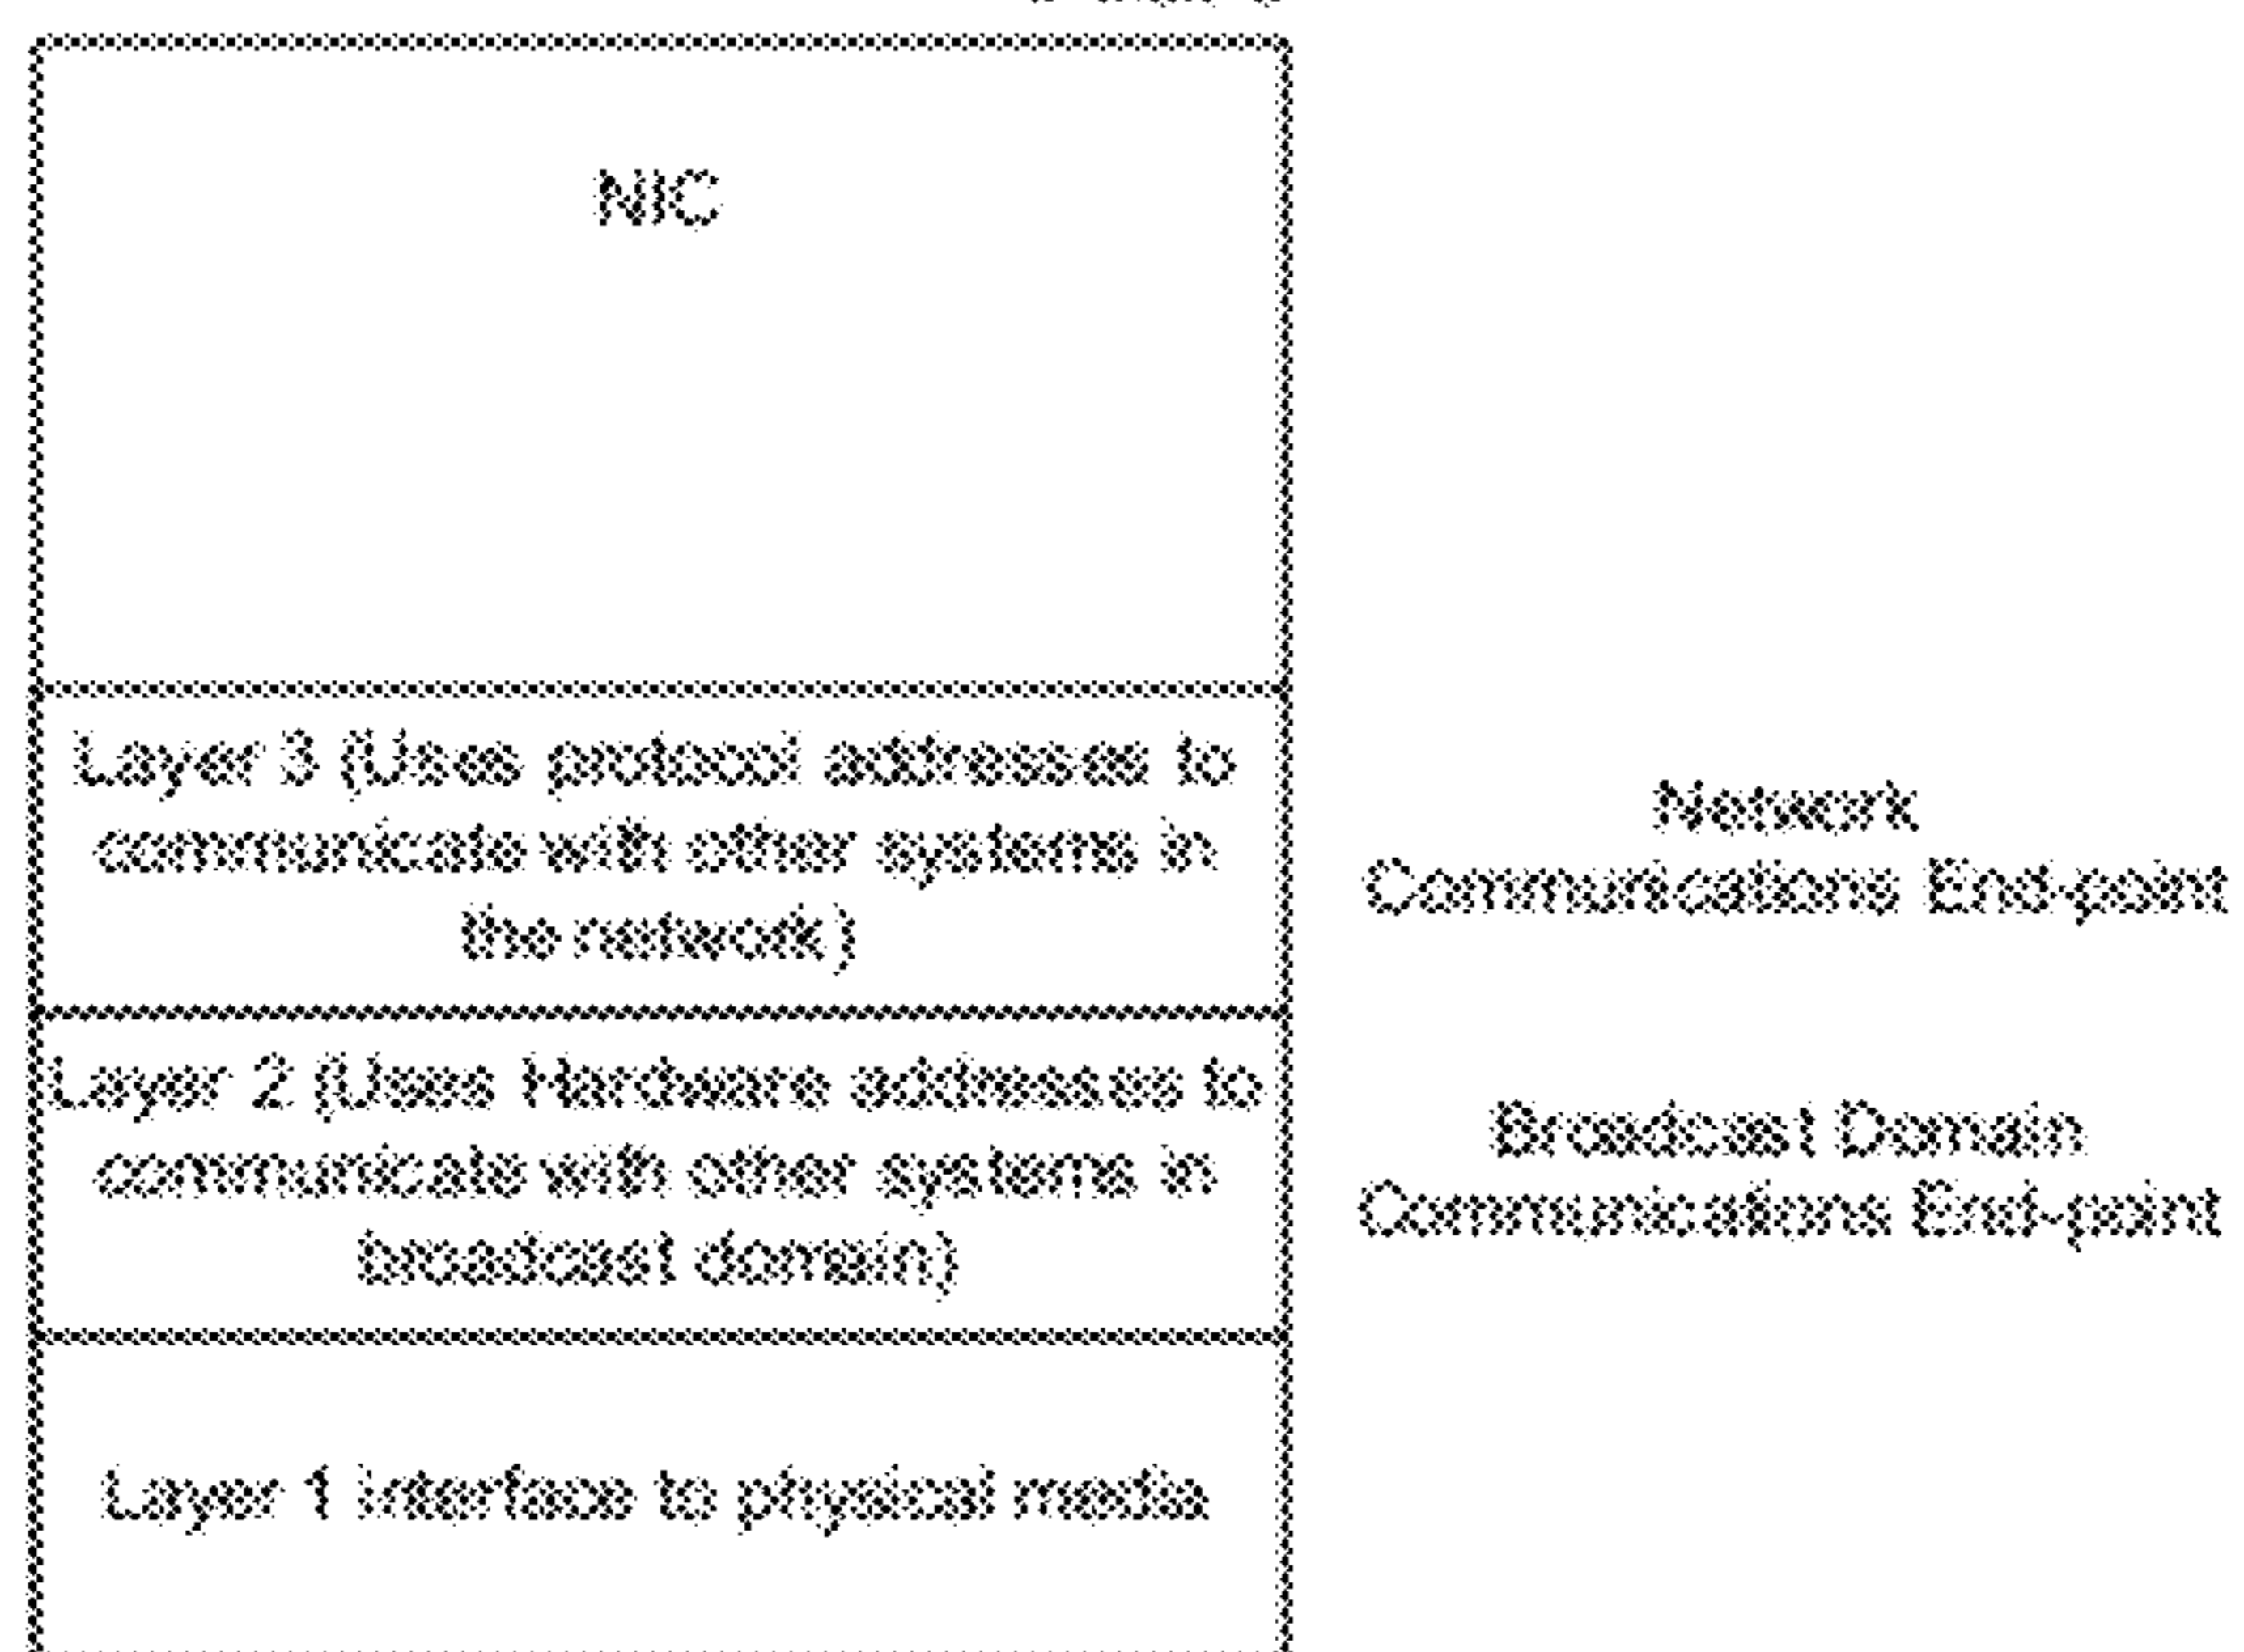 NIC
Layer 3 (Uses protocol addresses to
communicate with other systems in
the network)
Network
Communications End-point
Layer 2 (Uses Hardware addresses to
communicate with other systems in
broadcast domain)
Broadcast Domain
Communications End-point
Layer 1 Interface to physical media